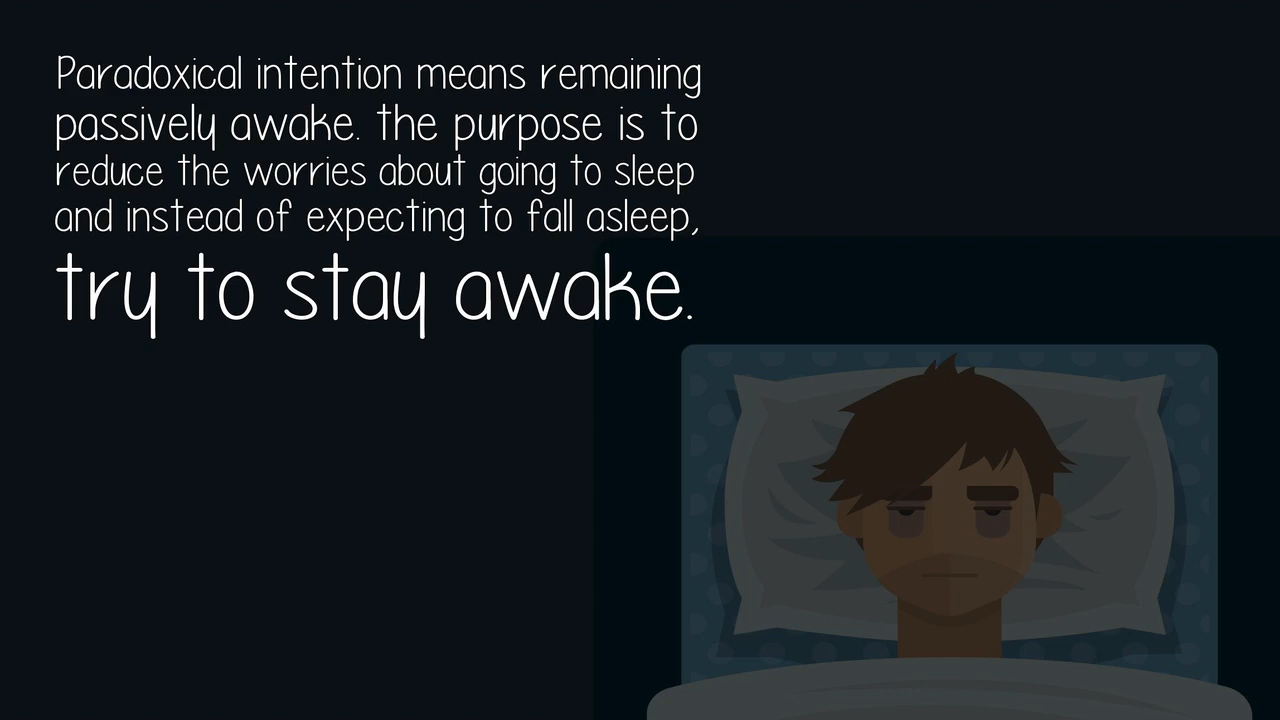 Paradoxical intention means remaining
passively awake. the purpose is to
reduce the worries about going to sleep
and instead of expecting to fall asleep,
try to stay awake.